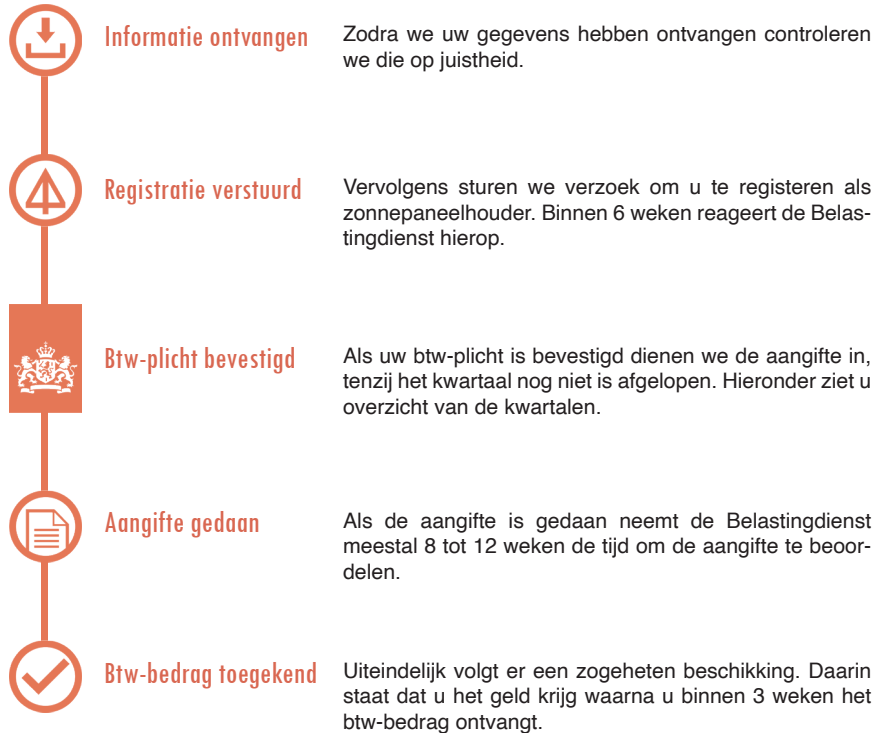 Informatie ontvangen
Zodra we uw gegevens hebben ontvangen controleren
we die op juistheid.
Registratie verstuurd
Vervolgens sturen we verzoek om u te registeren als
zonnepaneelhouder. Binnen 6 weken reageert de Belas-
tingdienst hierop.
Btw-plicht bevestigd
Als uw btw-plicht is bevestigd dienen we de aangifte in,
tenzij het kwartaal nog niet is afgelopen. Hieronder ziet u
overzicht van de kwartalen.
Aangifte gedaan
Als de aangifte is gedaan neemt de Belastingdienst
meestal 8 tot 12 weken de tijd om de aangifte te beoor-
delen.
Btw-bedrag toegekend
Uiteindelijk volgt er een zogeheten beschikking. Daarin
staat dat u het geld krijg waarna u binnen 3 weken het
btw-bedrag ontvangt.